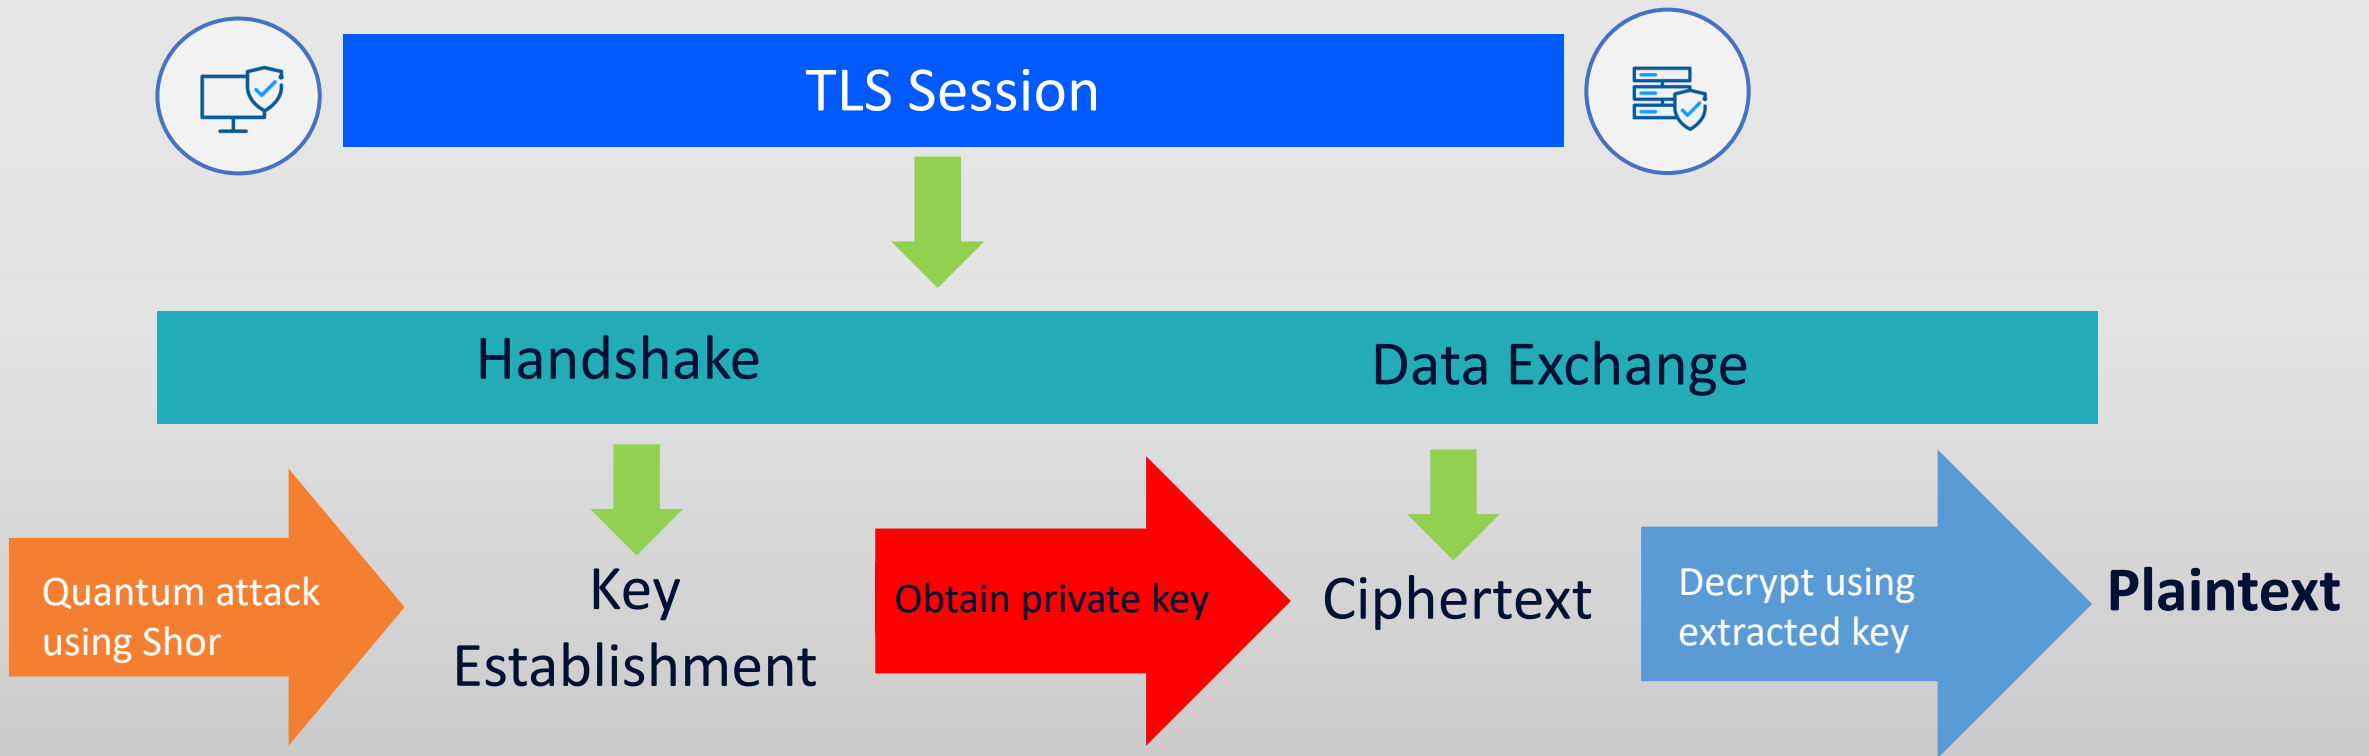 TLS Session
Handshake
Data Exchange
Quantum attack
using Shor
Key
Establishment
Obtain private key
Ciphertext
Decrypt using
extracted key
Plaintext